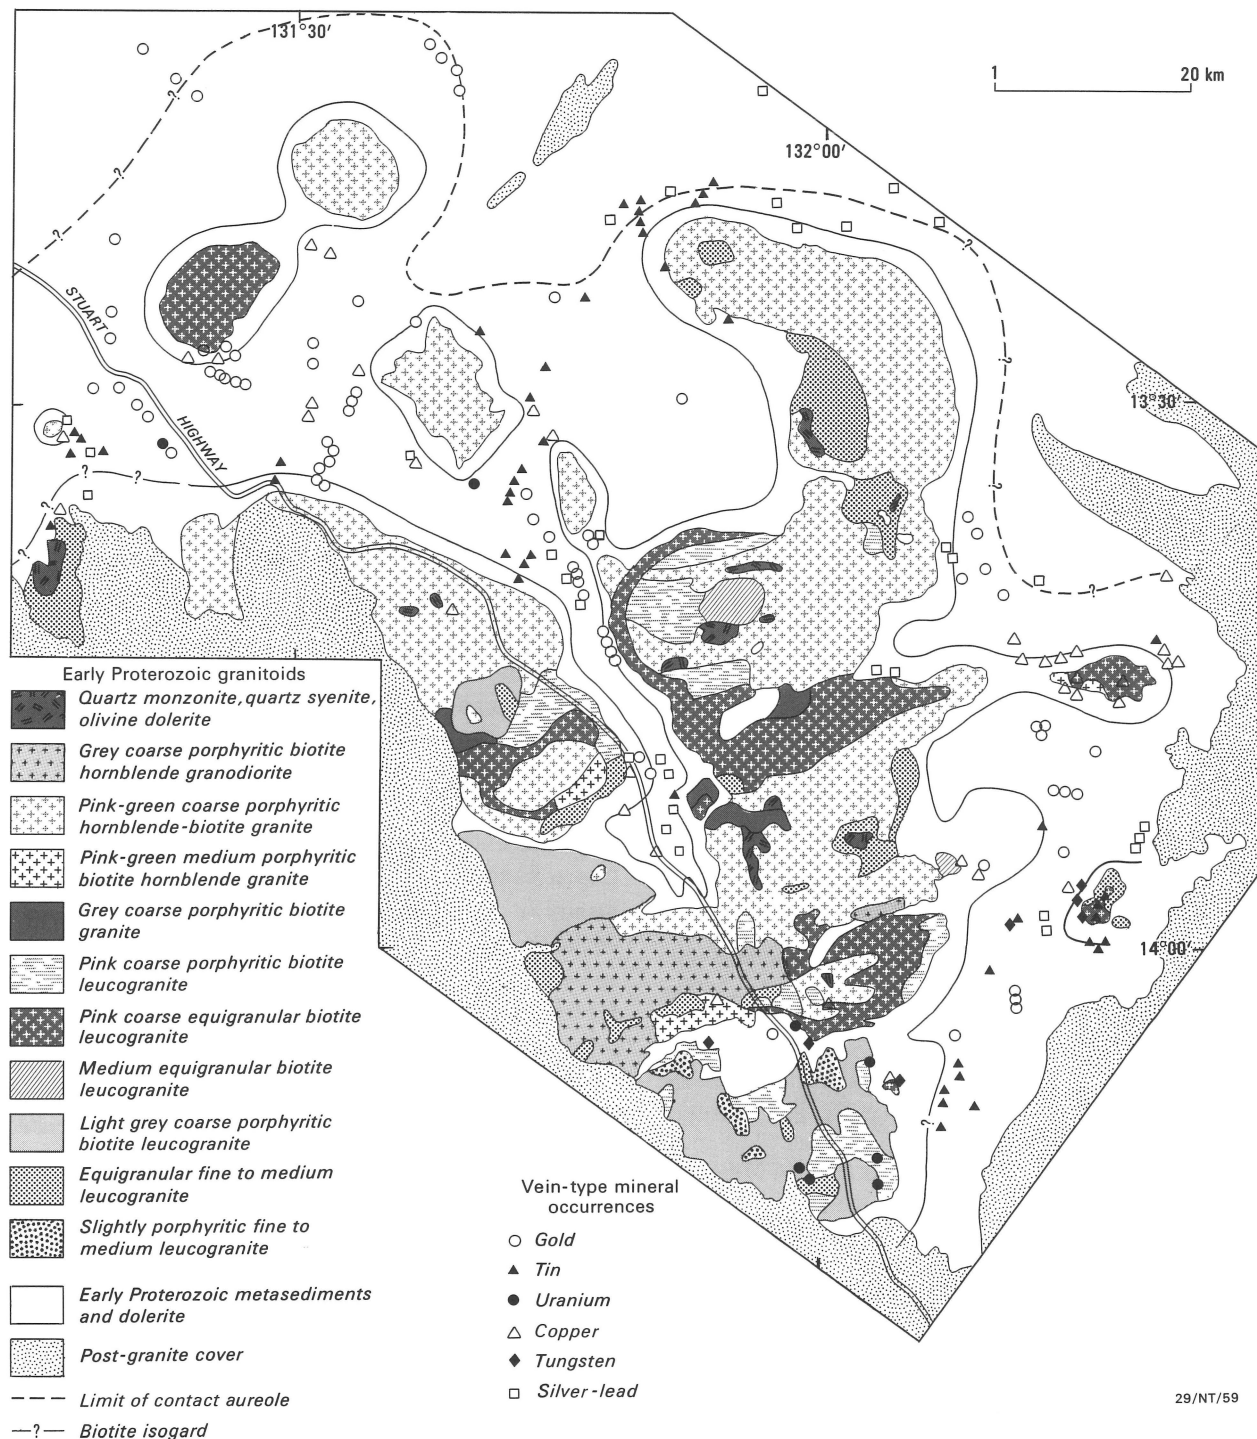 131°30′
1 20 km
132°00′
STUART
HIGHWAY
13°30′
14°00′
?
?
?
?
?
?
?
?
?
?
?
?
Early Proterozoic granitoids
Quartz monzonite, quartz syenite,
olivine dolerite
Grey coarse porphyritic biotite
hornblende granodiorite
Pink-green coarse porphyritic
hornblende-biotite granite
Pink-green medium porphyritic
biotite hornblende granite
Grey coarse porphyritic biotite
granite
Pink coarse porphyritic biotite
leucogranite
Pink coarse equigranular biotite
leucogranite
Medium equigranular biotite
leucogranite
Light grey coarse porphyritic
biotite leucogranite
Equigranular fine to medium
leucogranite
Slightly porphyritic fine to
medium leucogranite
Early Proterozoic metasediments
and dolerite
Post-granite cover
Limit of contact aureole
—?— Biotite isogard
Vein-type mineral
occurrences
Gold
Tin
Uranium
Copper
Tungsten
Silver-lead
29/NT/59